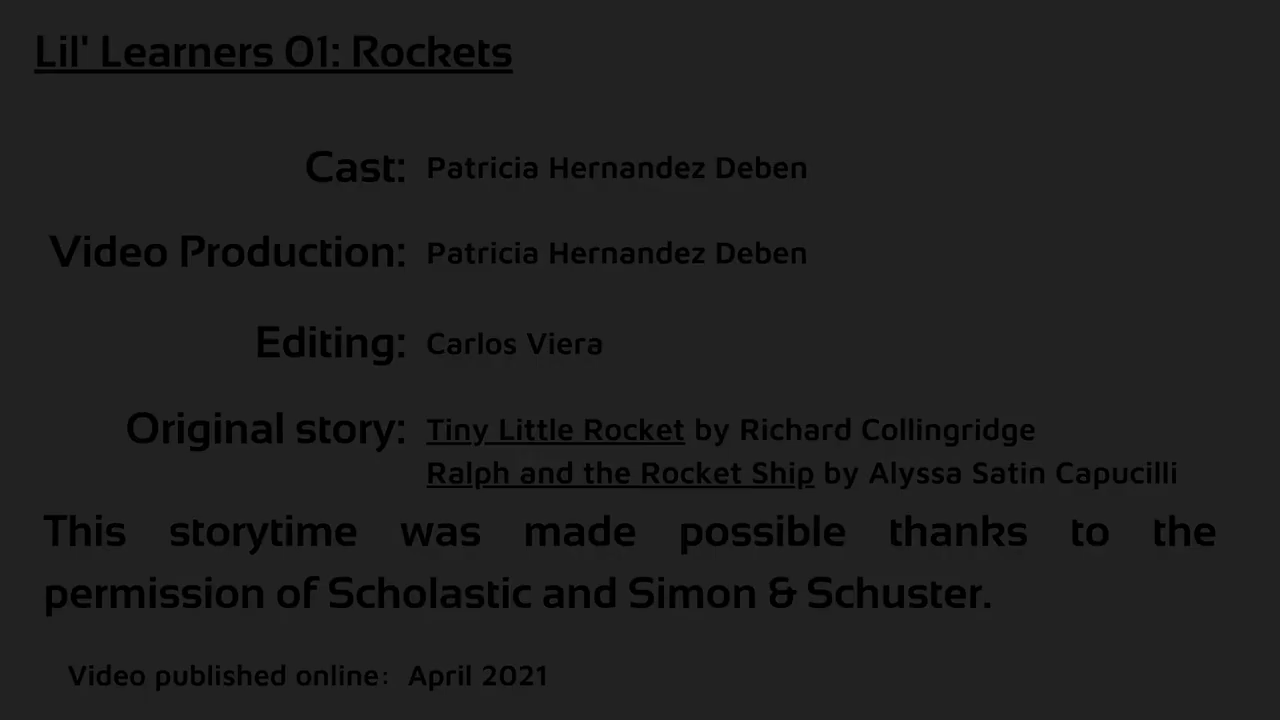 Lil' Learners 01: Rockets
Cast: Patricia Hernandez Deben
Video Production: Patricia Hernandez Deben
Editing: Carlos Viera
Original story: Tiny Little Rocket by Richard Collingridge
Ralph and the Rocket Ship by Alyssa Satin Capucilli
This storytime was made possible thanks to the
permission of Scholastic and Simon & Schuster.
Video published online: April 2021